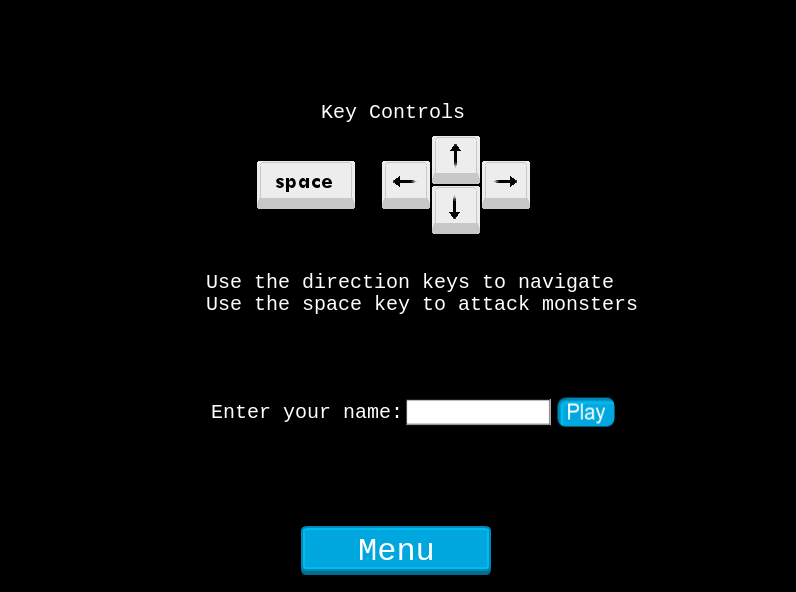 Key Controls
space ← ↑ ↓ →
Use the direction keys to navigate
Use the space key to attack monsters
Enter your name: Play
Menu